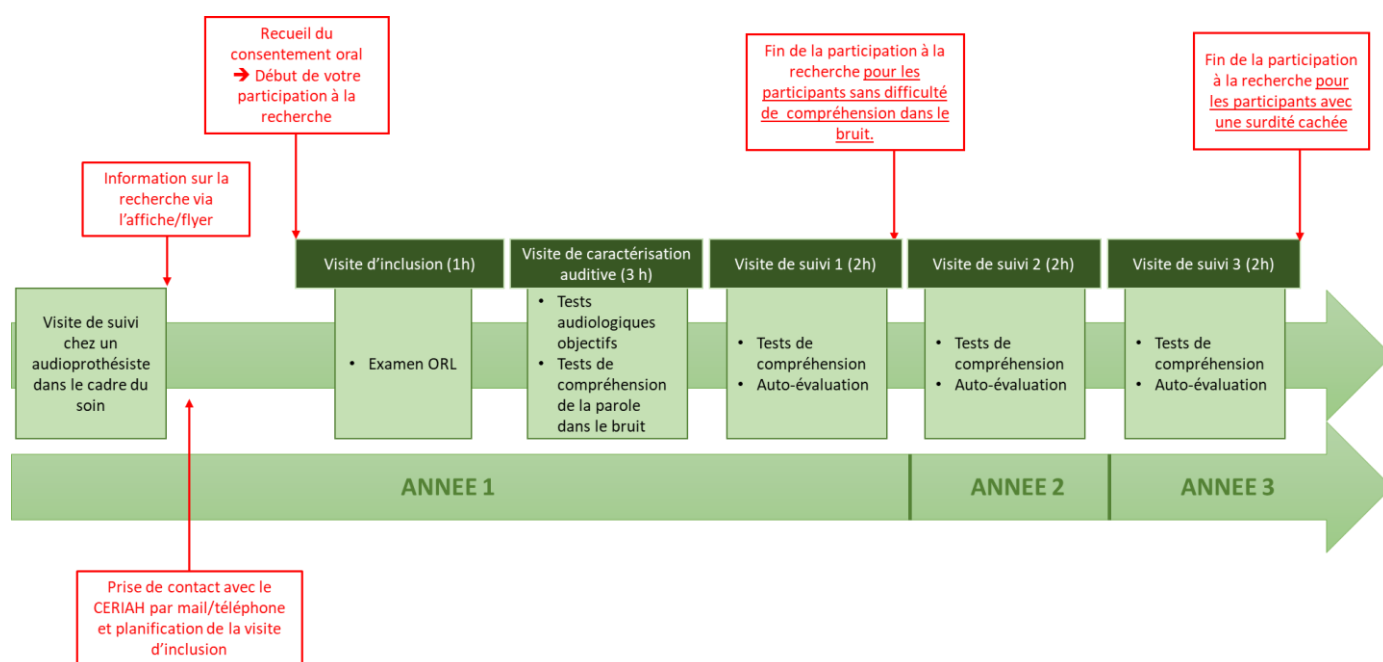 Recueil du
consentement oral
➔ Début de votre
participation à la
recherche
Fin de la participation à la
recherche pour les
participants sans difficulté
de compréhension dans le
bruit.
Fin de la participation
à la recherche pour
les participants avec
une surdité cachée
Information sur la
recherche via
l'affiche/flyer
Visite de suivi
chez un
audioprothésiste
dans le cadre du
soin
Visite d'inclusion (1h)
• Examen ORL
Visite de caractérisation
auditive (3 h)
• Tests
audiologiques
objectifs
• Tests de
compréhension
de la parole
dans le bruit
Visite de suivi 1 (2h)
• Tests de
compréhension
• Auto-évaluation
Visite de suivi 2 (2h)
• Tests de
compréhension
• Auto-évaluation
Visite de suivi 3 (2h)
• Tests de
compréhension
• Auto-évaluation
ANNEE 1
ANNEE 2
ANNEE 3
Prise de contact avec le
CERIAH par mail/téléphone
et planification de la visite
d'inclusion